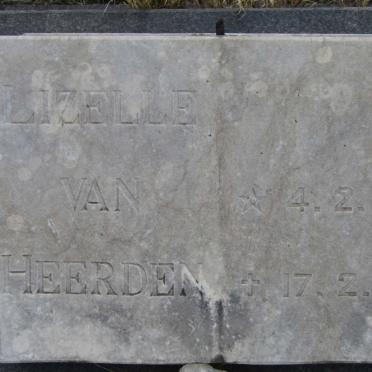 LIZELLE
VAN ☆ 4.2.
HEERDEN ✝ 17.2.